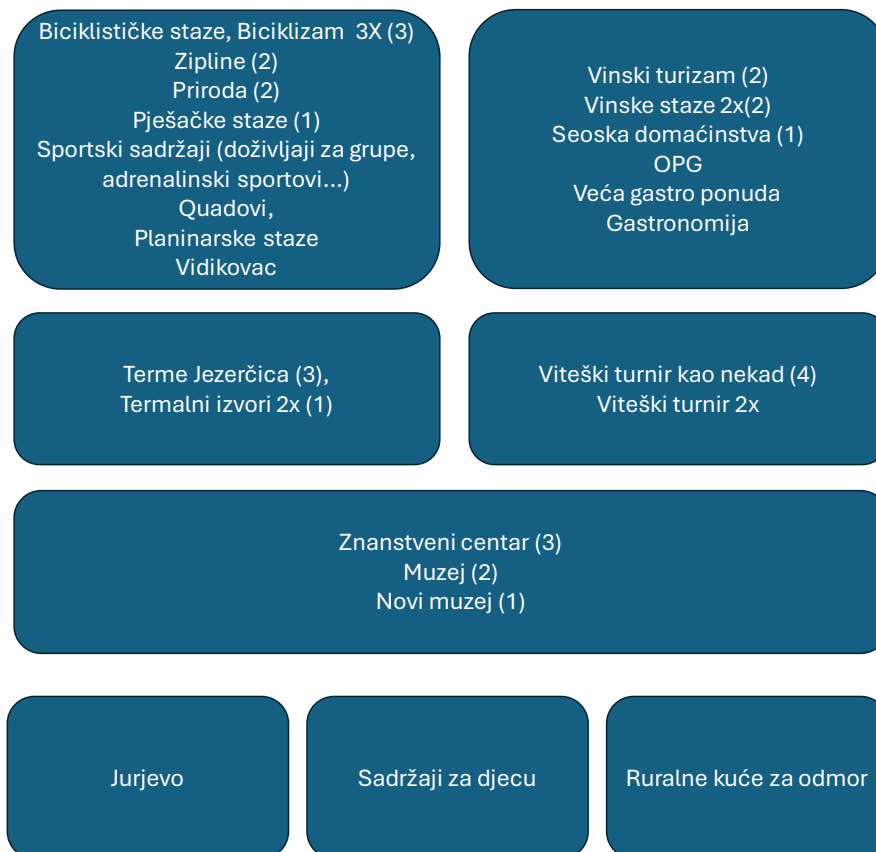 Biciklističke staze, Biciklizam 3X (3)
Zipline (2)
Priroda (2)
Pješačke staze (1)
Sportski sadržaji (doživljaji za grupe,
adrenalinski sportovi...)
Quadovi,
Planinarske staze
Vidikovac
Vinski turizam (2)
Vinske staze 2x(2)
Seoska domaćinstva (1)
OPG
Veća gastro ponuda
Gastronomija
Terme Jezerčica (3),
Termalni izvori 2x (1)
Viteški turnir kao nekad (4)
Viteški turnir 2x
Znanstveni centar (3)
Muzej (2)
Novi muzej (1)
Jurjevo
Sadržaji za djecu
Ruralne kuće za odmor